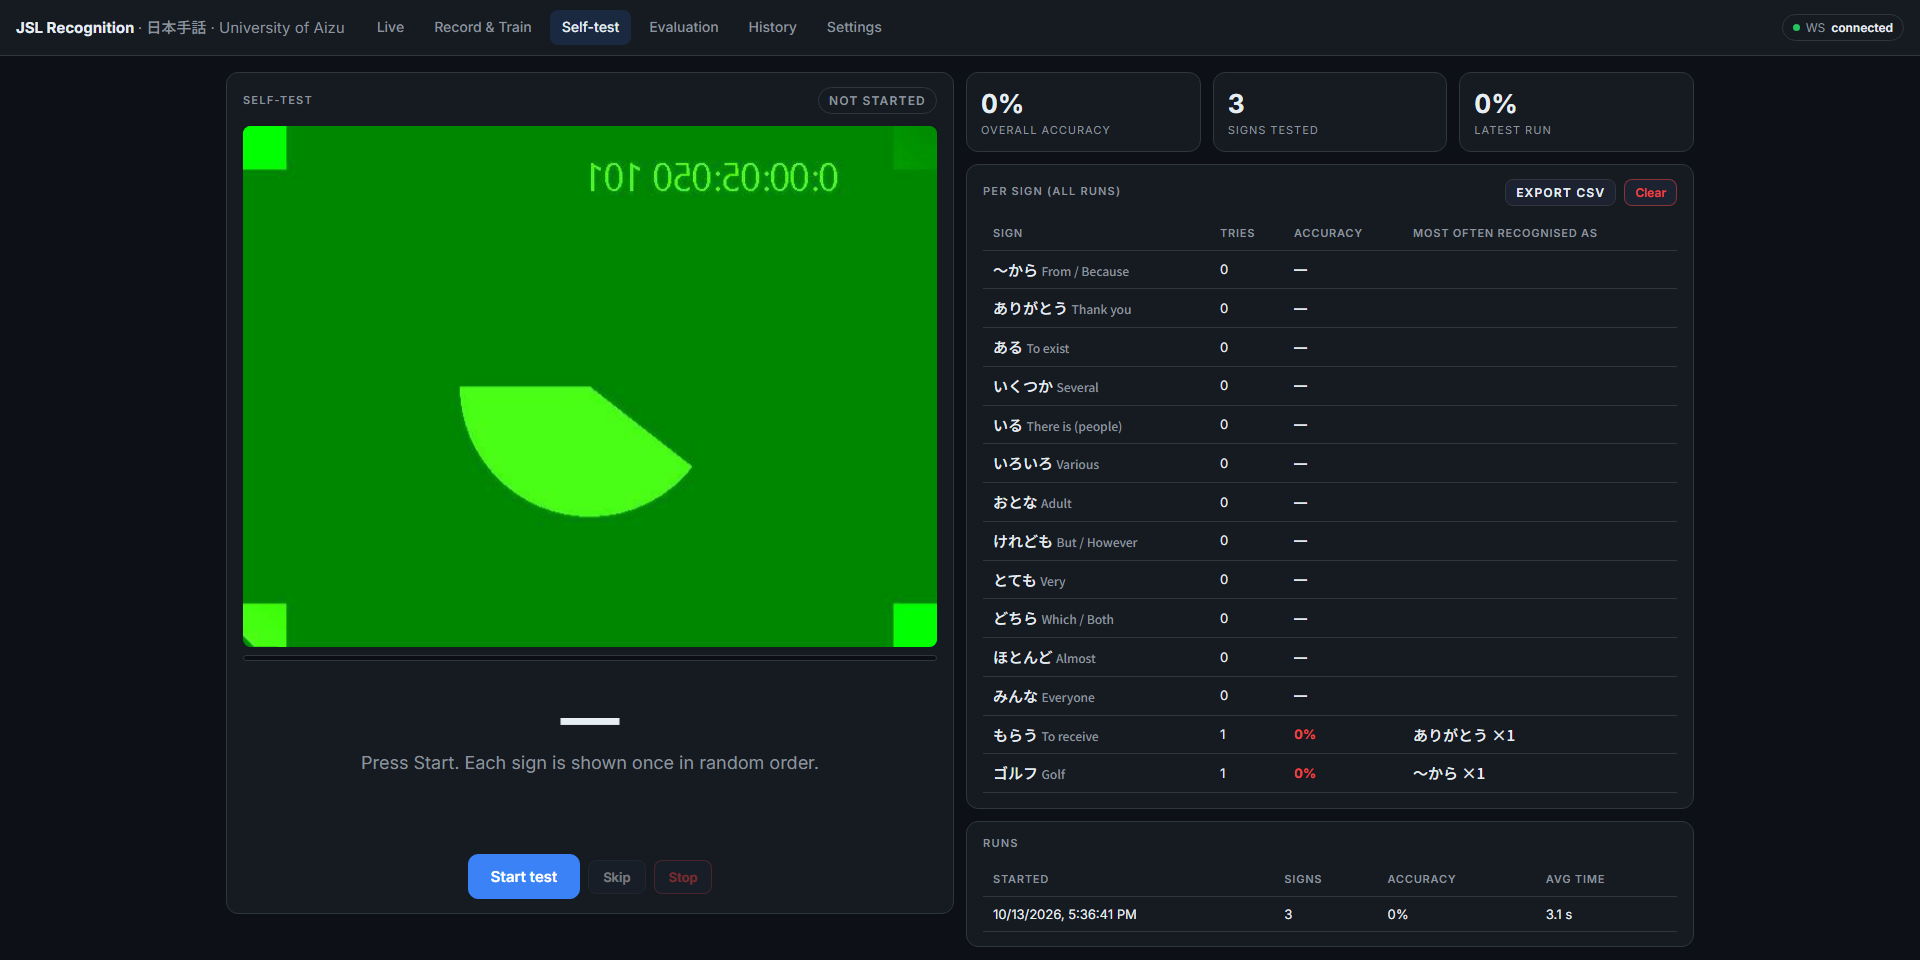 JSL Recognition · 日本手話 · University of Aizu
Live
Record & Train
Self-test
Evaluation
History
Settings
WS connected
SELF-TEST
NOT STARTED
0:00:05:050 101
Press Start. Each sign is shown once in random order.
Start test
Skip
Stop
0%
OVERALL ACCURACY
3
SIGNS TESTED
0%
LATEST RUN
PER SIGN (ALL RUNS)
EXPORT CSV
Clear
SIGN TRIES ACCURACY MOST OFTEN RECOGNISED AS
〜から From / Because 0 —
ありがとう Thank you 0 —
ある To exist 0 —
いくつか Several 0 —
いる There is (people) 0 —
いろいろ Various 0 —
おとな Adult 0 —
けれども But / However 0 —
とても Very 0 —
どちら Which / Both 0 —
ほとんど Almost 0 —
みんな Everyone 0 —
もらう To receive 1 0% ありがとう ×1
ゴルフ Golf 1 0% 〜から ×1
RUNS
STARTED SIGNS ACCURACY AVG TIME
10/13/2026, 5:36:41 PM 3 0% 3.1 s